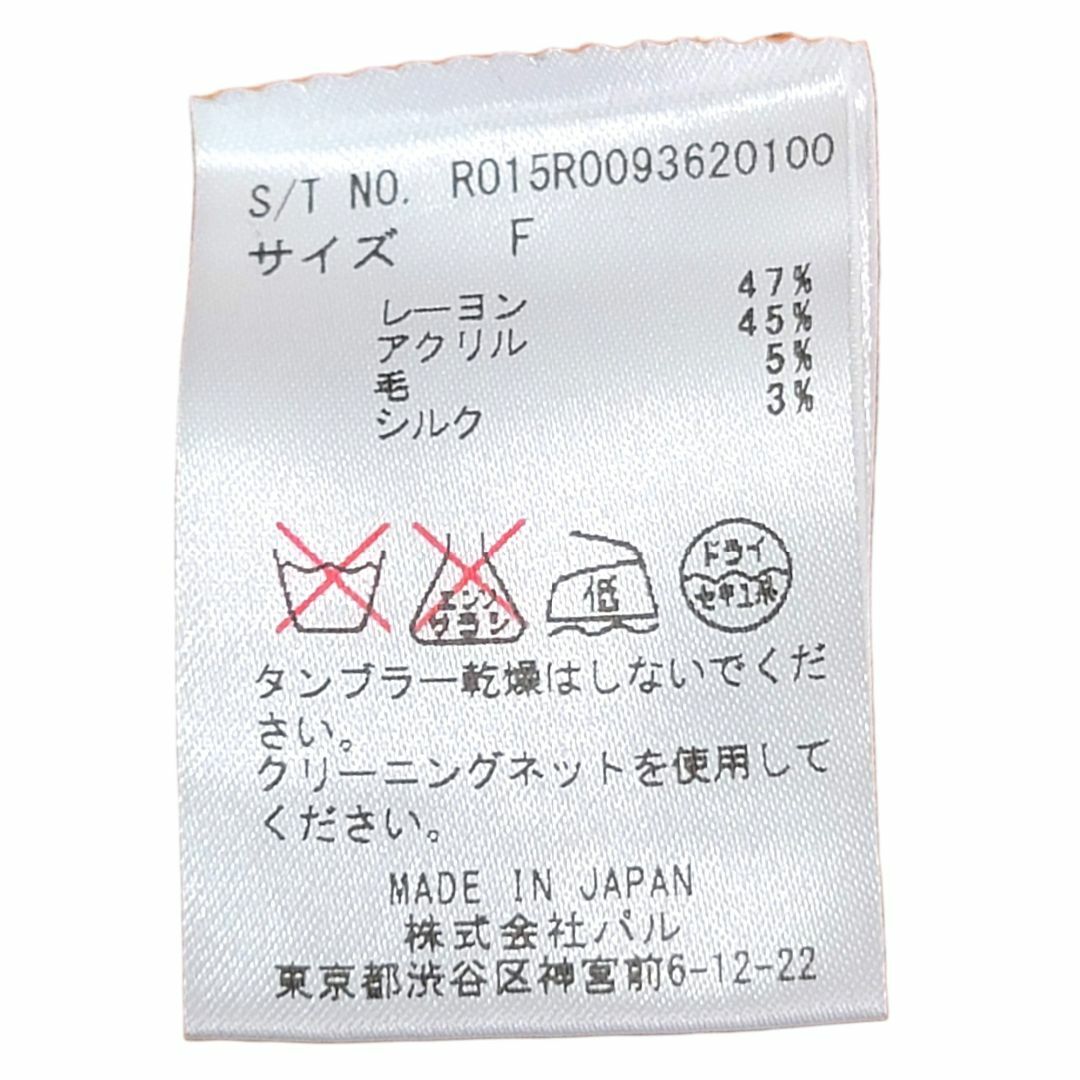 S/T NO. R015R0093620100
サイズ F
レーヨン 47%
アクリル 45%
毛 5%
シルク 3%
エンソ サラシ 低 ドライ セキユ系
タンブラー乾燥はしないでくだ
さい。
クリーニングネットを使用して
ください。
MADE IN JAPAN
株式会社パル
東京都渋谷区神宮前6-12-22